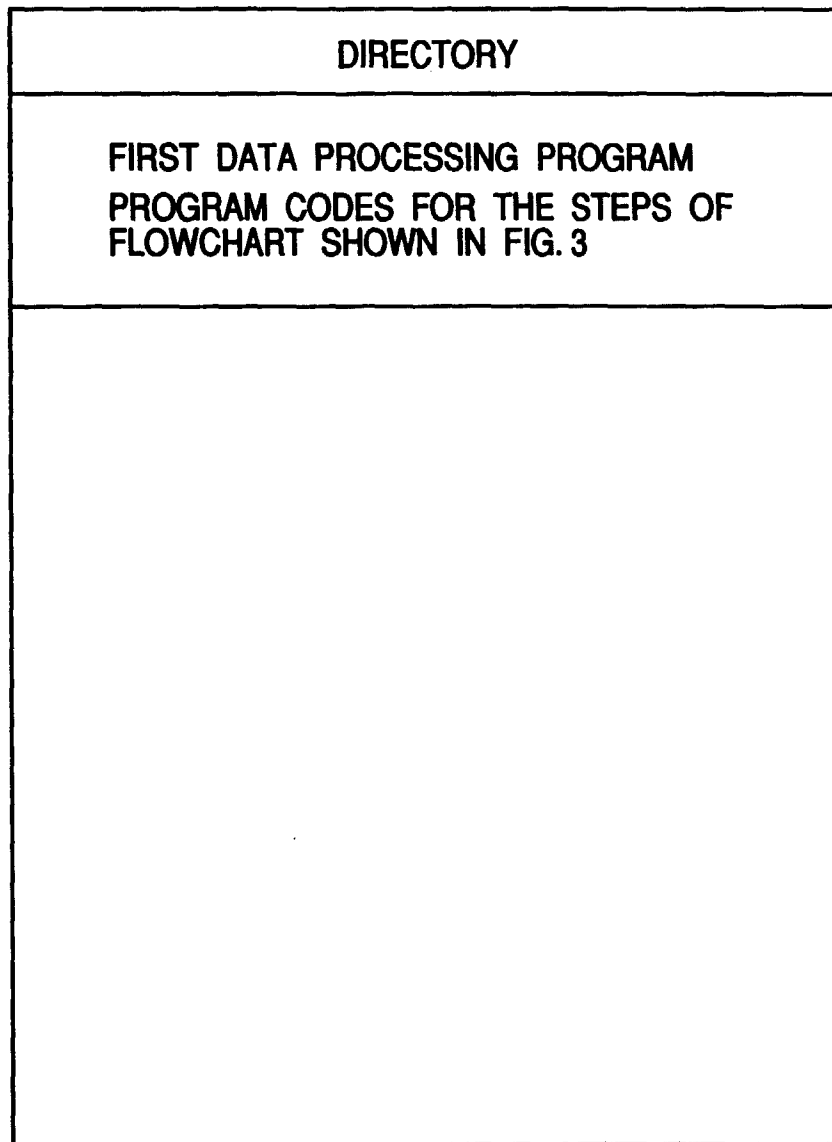 DIRECTORY
FIRST DATA PROCESSING PROGRAM
PROGRAM CODES FOR THE STEPS OF
FLOWCHART SHOWN IN FIG. 3